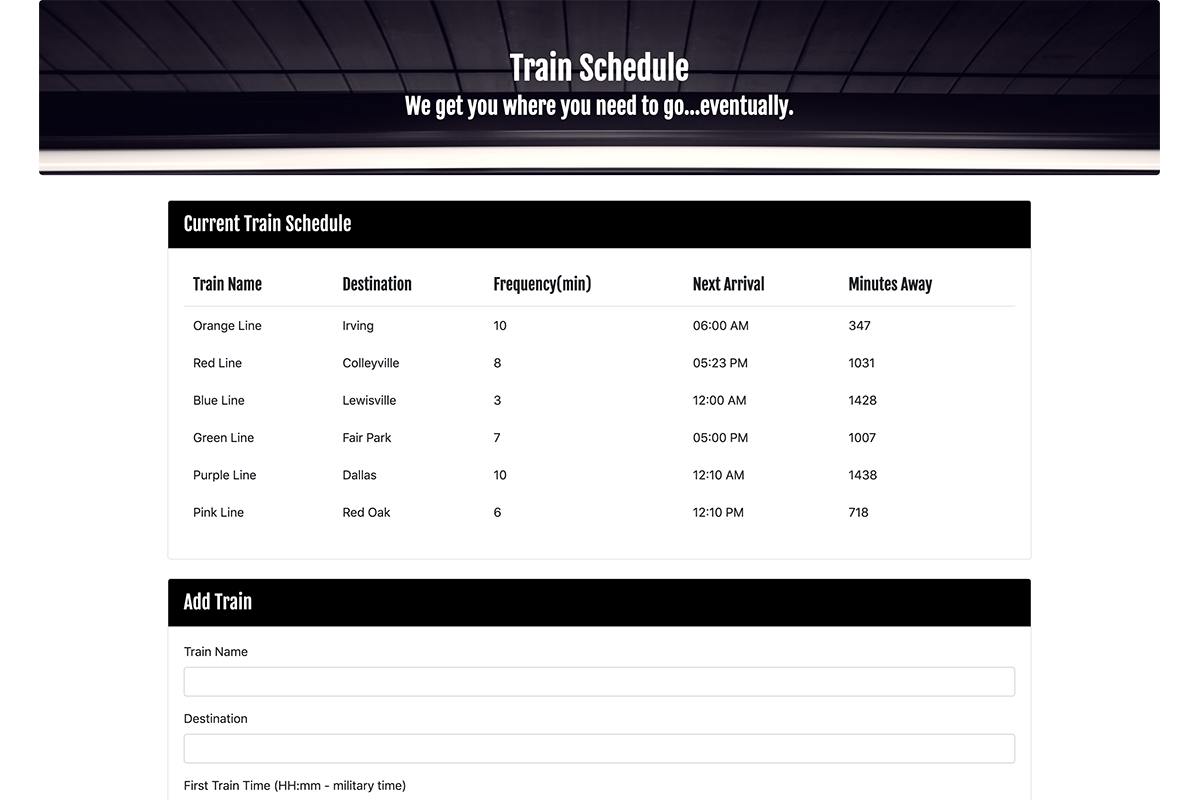 Train Schedule
We get you where you need to go...eventually.
Current Train Schedule
Train Name Destination Frequency(min) Next Arrival Minutes Away
Orange Line Irving 10 06:00 AM 347
Red Line Colleyville 8 05:23 PM 1031
Blue Line Lewisville 3 12:00 AM 1428
Green Line Fair Park 7 05:00 PM 1007
Purple Line Dallas 10 12:10 AM 1438
Pink Line Red Oak 6 12:10 PM 718
Add Train
Train Name
Destination
First Train Time (HH:mm - military time)